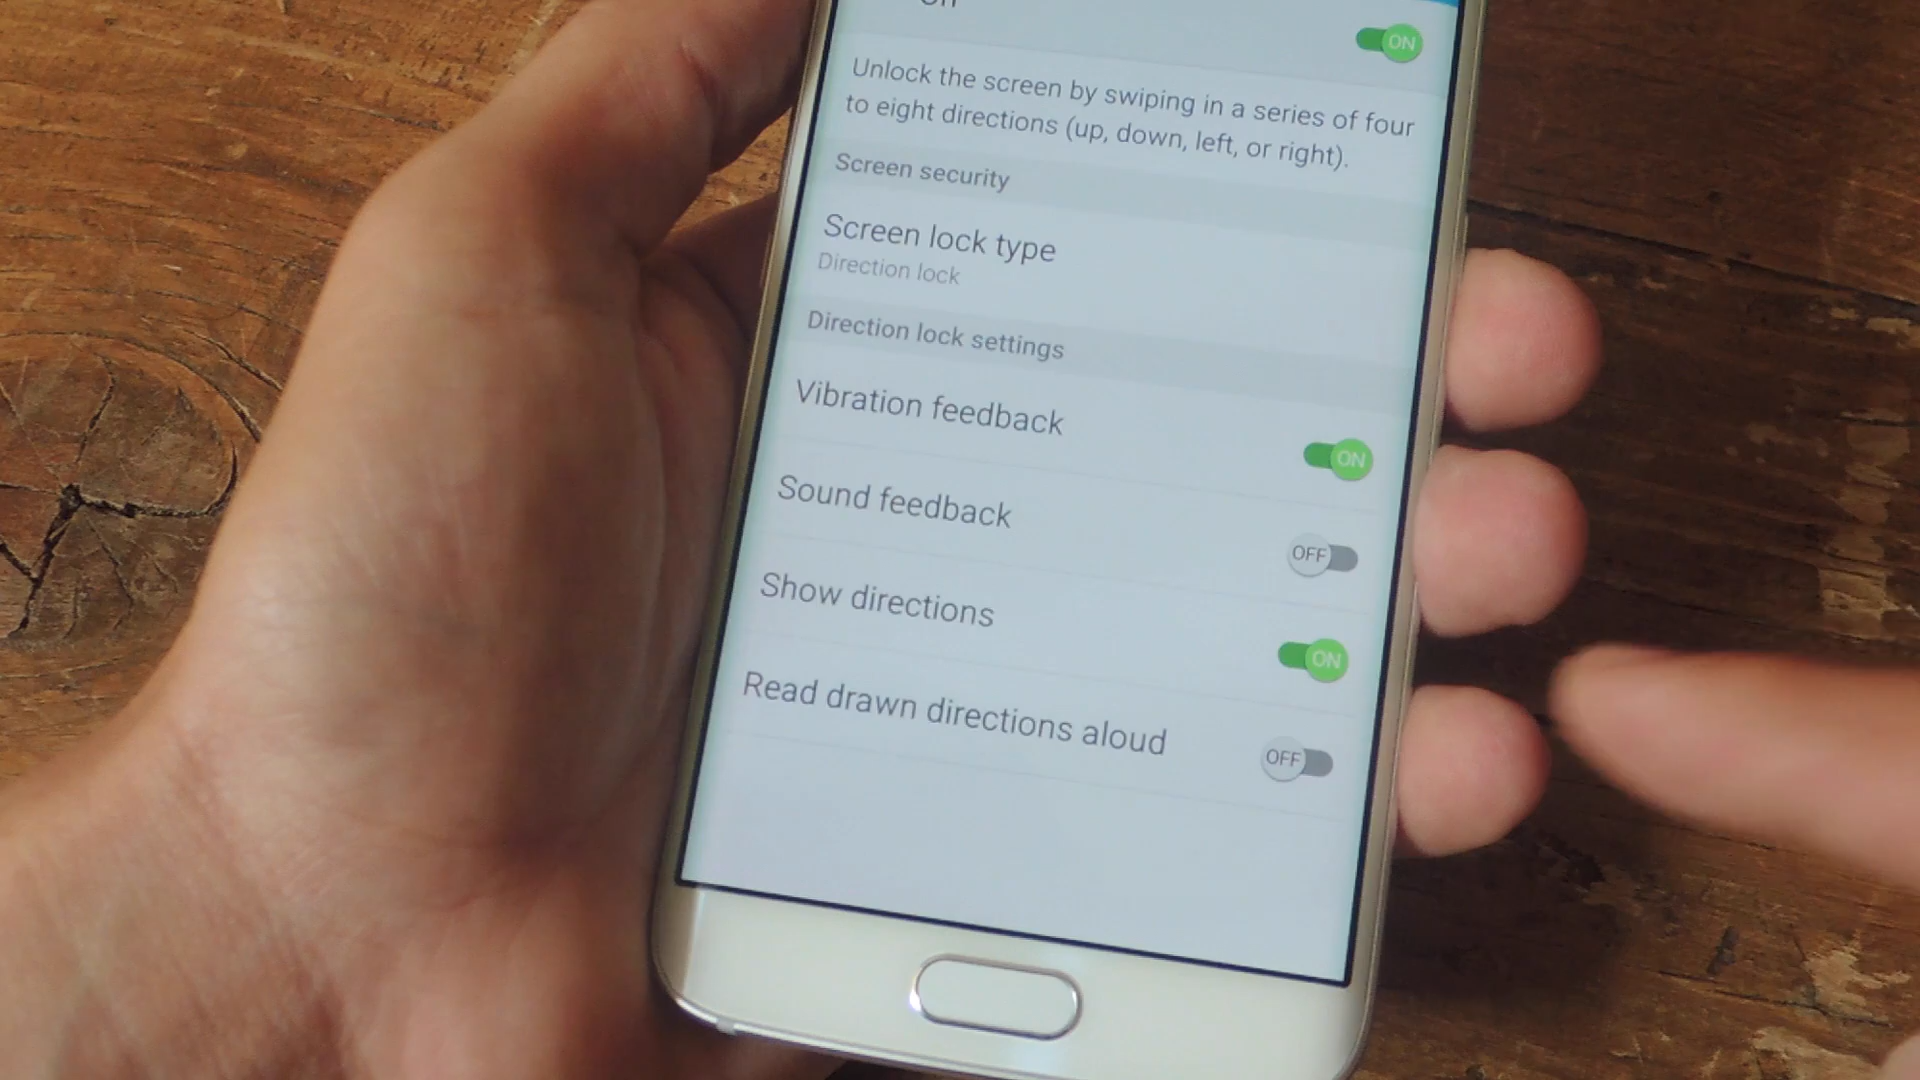 ON
Unlock the screen by swiping in a series of four
to eight directions (up, down, left, or right).
Screen security
Screen lock type
Direction lock
Direction lock settings
Vibration feedback
ON
Sound feedback
OFF
Show directions
ON
Read drawn directions aloud
OFF